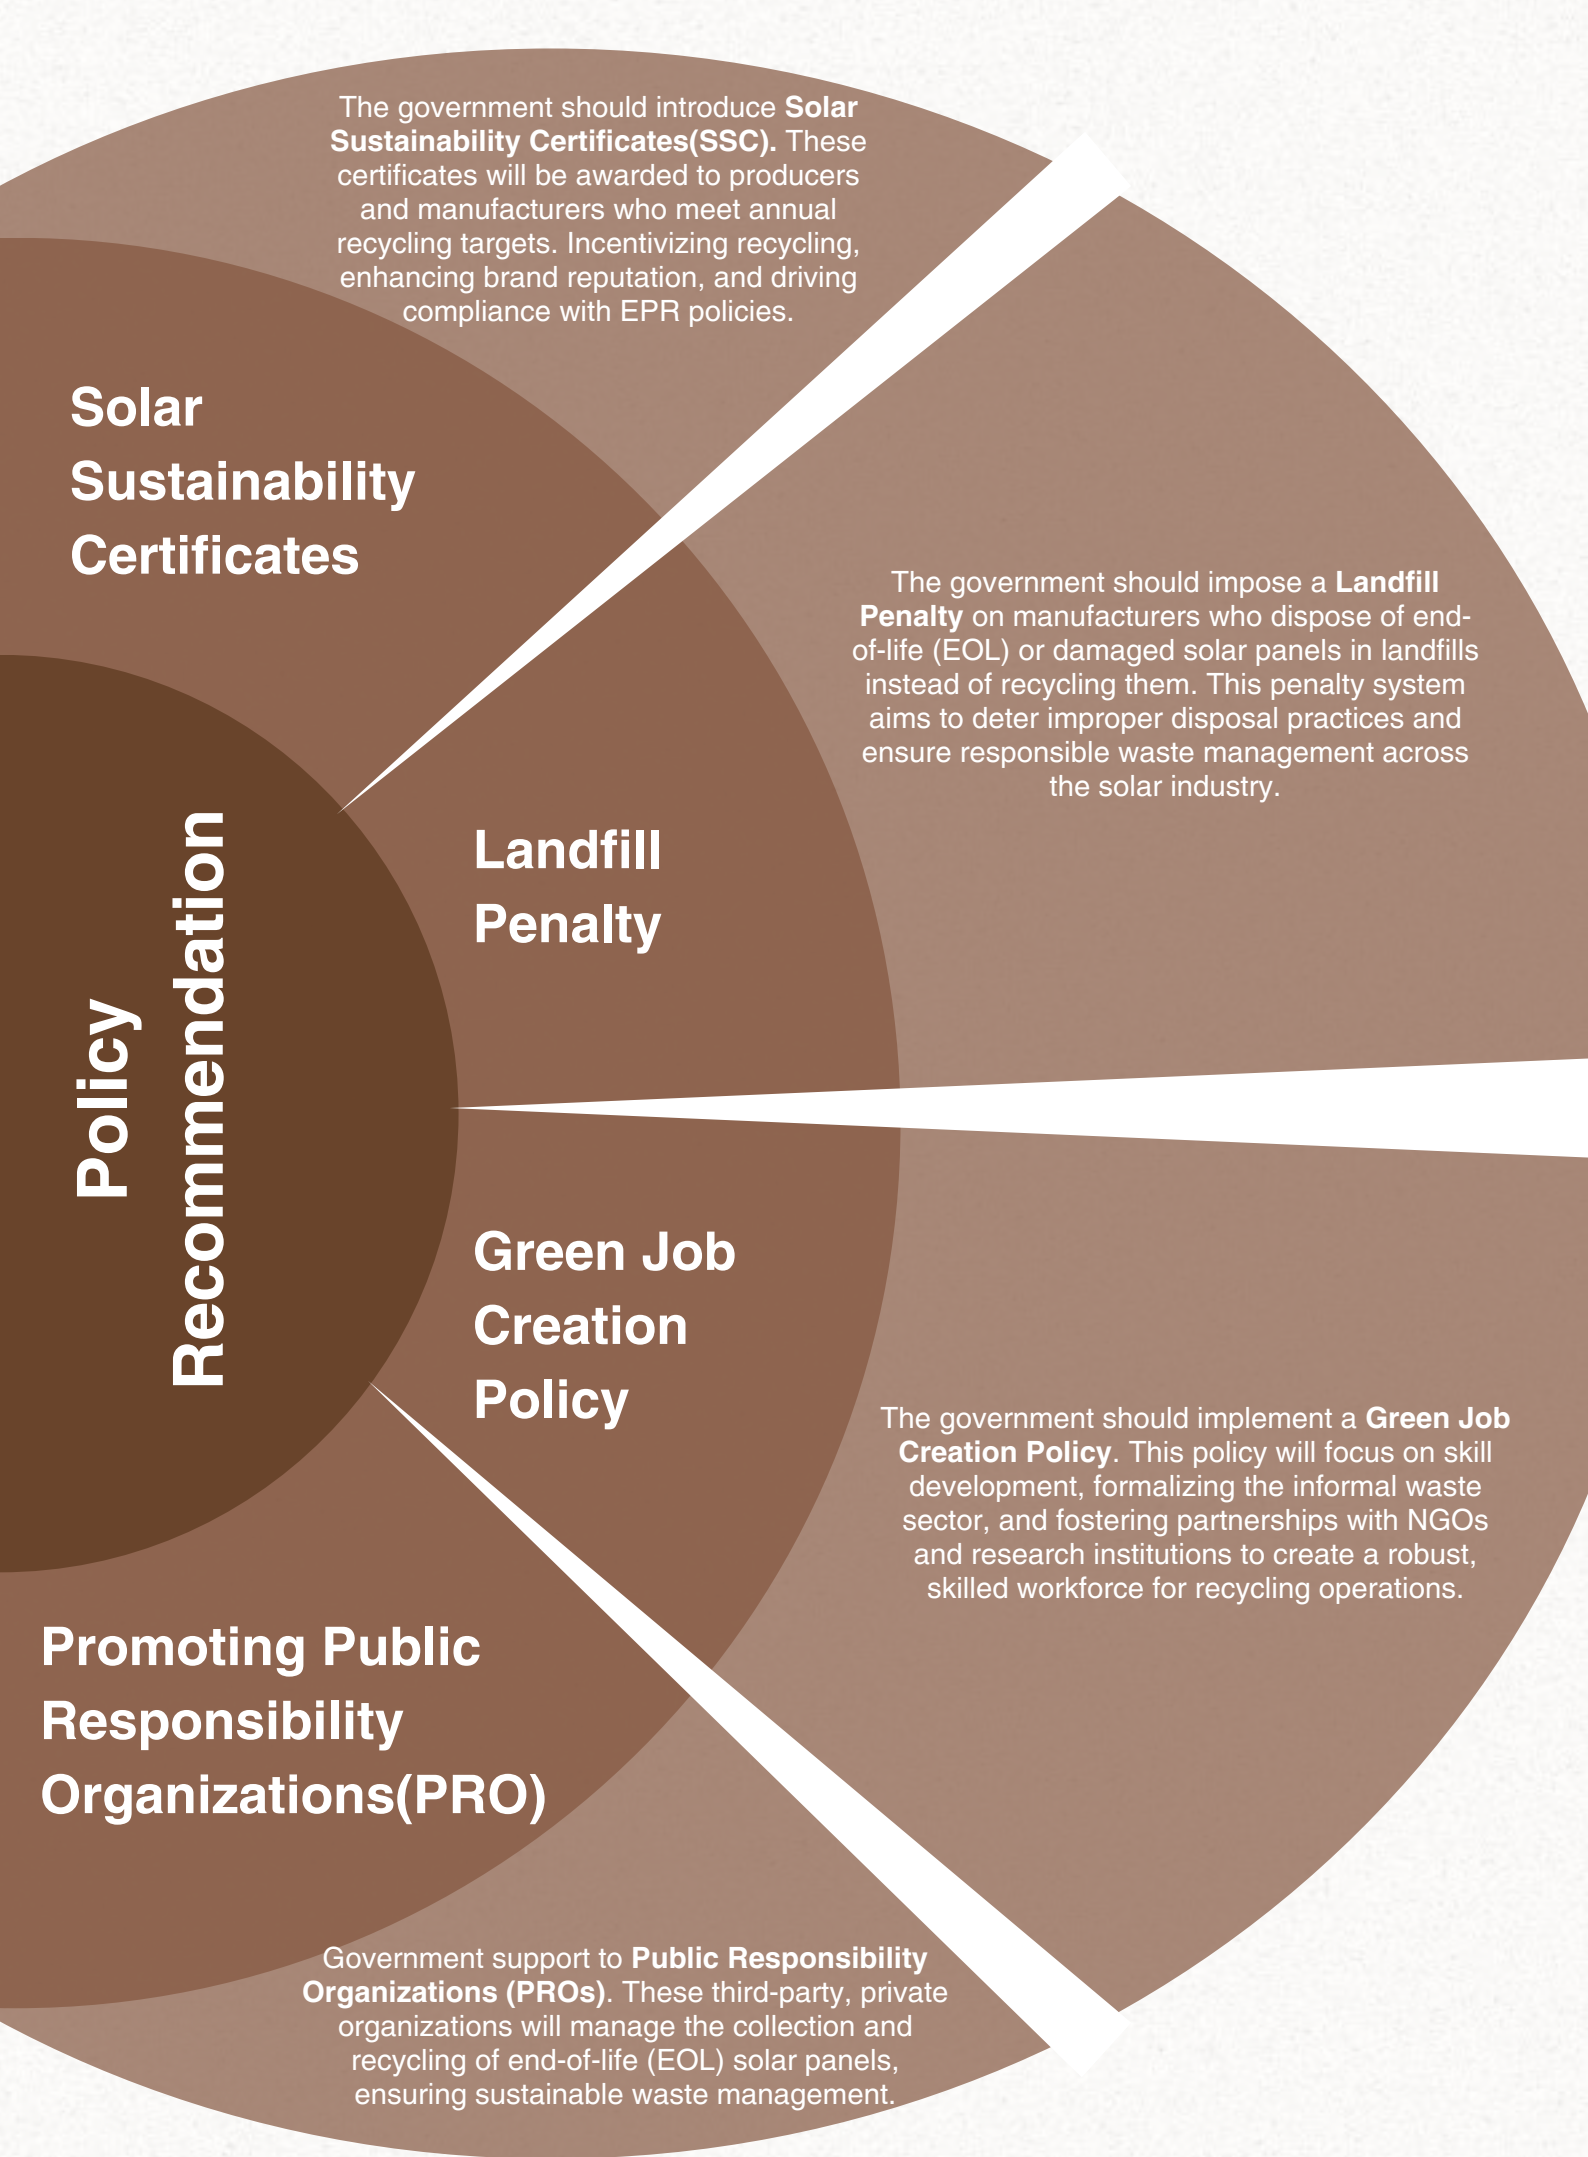 The government should introduce Solar
Sustainability Certificates(SSC). These
certificates will be awarded to producers
and manufacturers who meet annual
recycling targets. Incentivizing recycling,
enhancing brand reputation, and driving
compliance with EPR policies.
Solar
Sustainability
Certificates
The government should impose a Landfill
Penalty on manufacturers who dispose of end-
of-life (EOL) or damaged solar panels in landfills
instead of recycling them. This penalty system
aims to deter improper disposal practices and
ensure responsible waste management across
the solar industry.
Landfill
Penalty
Policy
Recommendation
Green Job
Creation
Policy
The government should implement a Green Job
Creation Policy. This policy will focus on skill
development, formalizing the informal waste
sector, and fostering partnerships with NGOs
and research institutions to create a robust,
skilled workforce for recycling operations.
Promoting Public
Responsibility
Organizations(PRO)
Government support to Public Responsibility
Organizations (PROs). These third-party, private
organizations will manage the collection and
recycling of end-of-life (EOL) solar panels,
ensuring sustainable waste management.